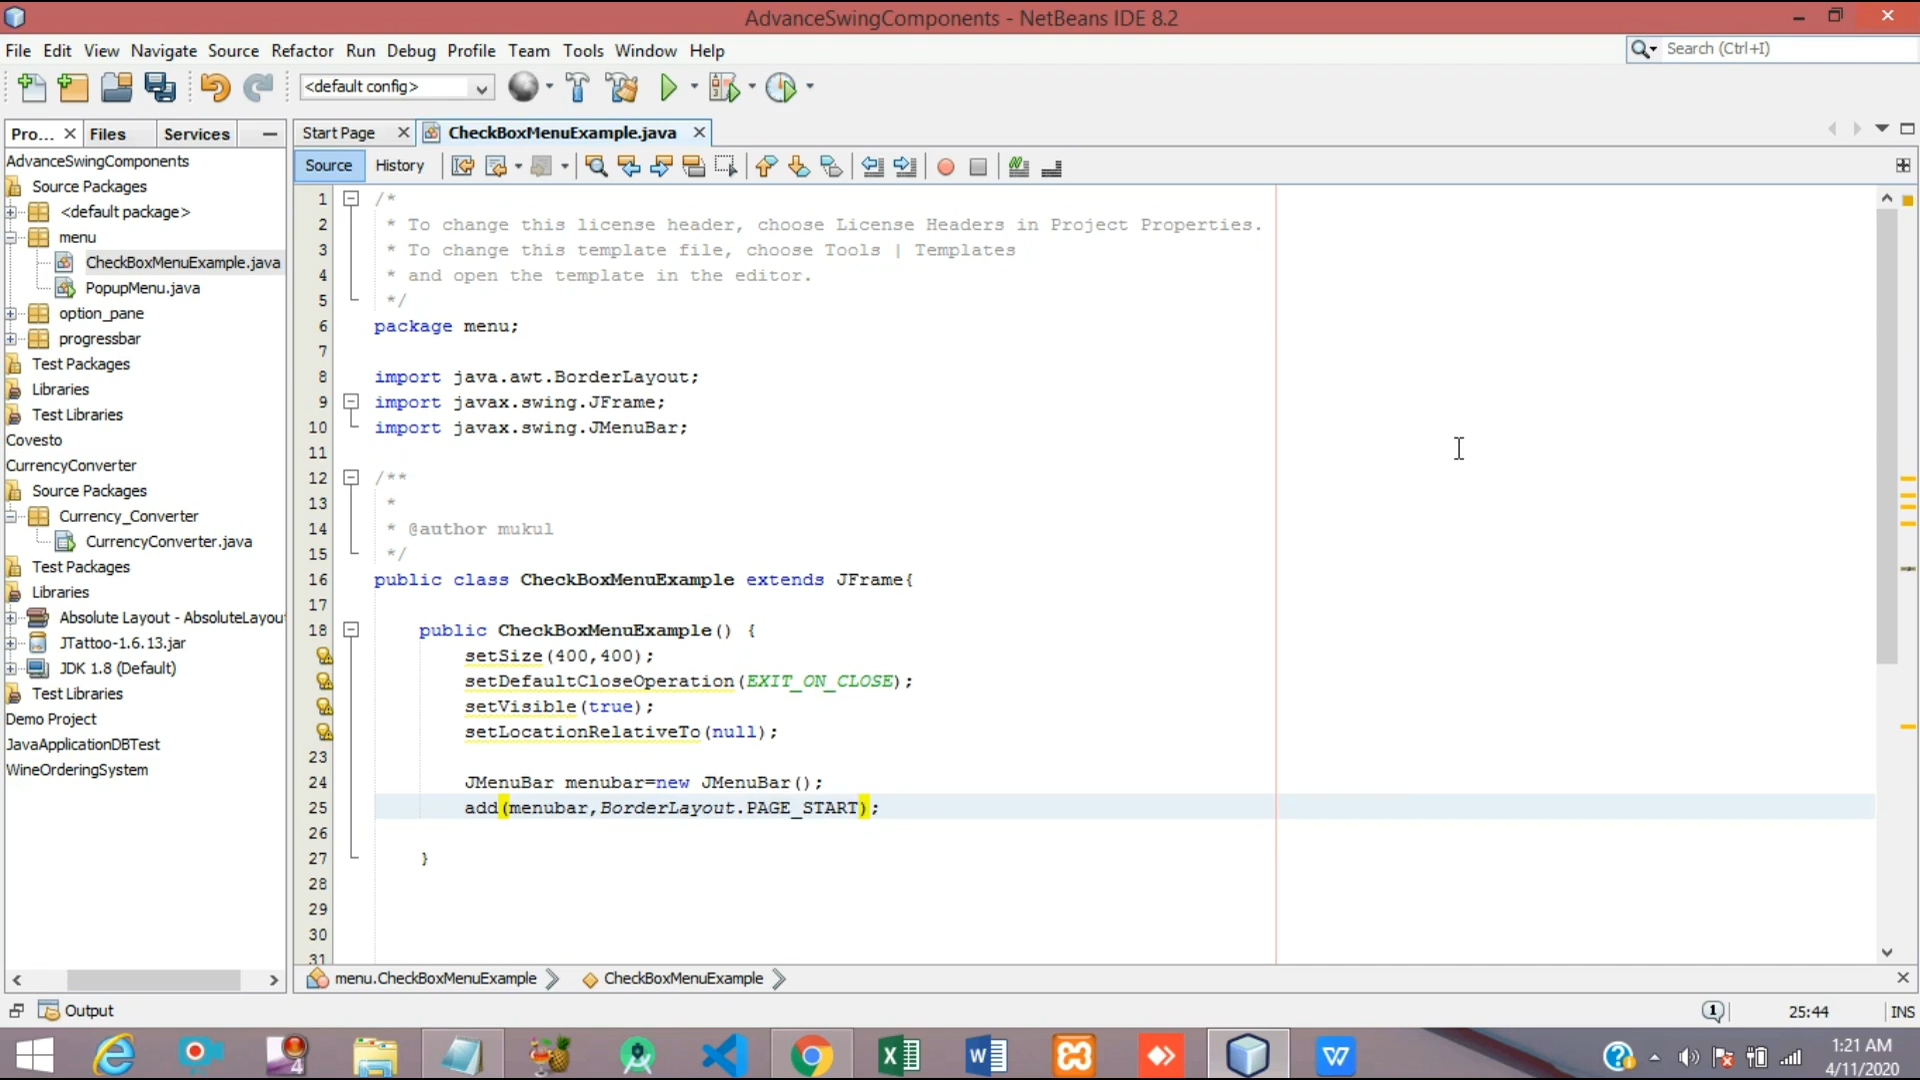 AdvanceSwingComponents - NetBeans IDE 8.2
File Edit View Navigate Source Refactor Run Debug Profile Team Tools Window Help
Search (Ctrl+I)
<default config>
Pro... Files Services
Start Page CheckBoxMenuExample.java
Source History
AdvanceSwingComponents
Source Packages
<default package>
menu
CheckBoxMenuExample.java
PopupMenu.java
option_pane
progressbar
Test Packages
Libraries
Test Libraries
Covesto
CurrencyConverter
Source Packages
Currency_Converter
CurrencyConverter.java
Test Packages
Libraries
Absolute Layout - AbsoluteLayou
JTattoo-1.6.13.jar
JDK 1.8 (Default)
Test Libraries
Demo Project
JavaApplicationDBTest
WineOrderingSystem
1 /*
2 * To change this license header, choose License Headers in Project Properties.
3 * To change this template file, choose Tools | Templates
4 * and open the template in the editor.
5 */
6 package menu;
7
8 import java.awt.BorderLayout;
9 import javax.swing.JFrame;
10 import javax.swing.JMenuBar;
11
12 /**
13 *
14 * @author mukul
15 */
16 public class CheckBoxMenuExample extends JFrame{
17
18 public CheckBoxMenuExample() {
setSize(400,400);
setDefaultCloseOperation(EXIT_ON_CLOSE);
setVisible(true);
setLocationRelativeTo(null);
23
24 JMenuBar menubar=new JMenuBar();
25 add(menubar,BorderLayout.PAGE_START);
26
27 }
28
29
30
31
menu.CheckBoxMenuExample CheckBoxMenuExample
Output
1 25:44 INS
4
1:21 AM
4/11/2020